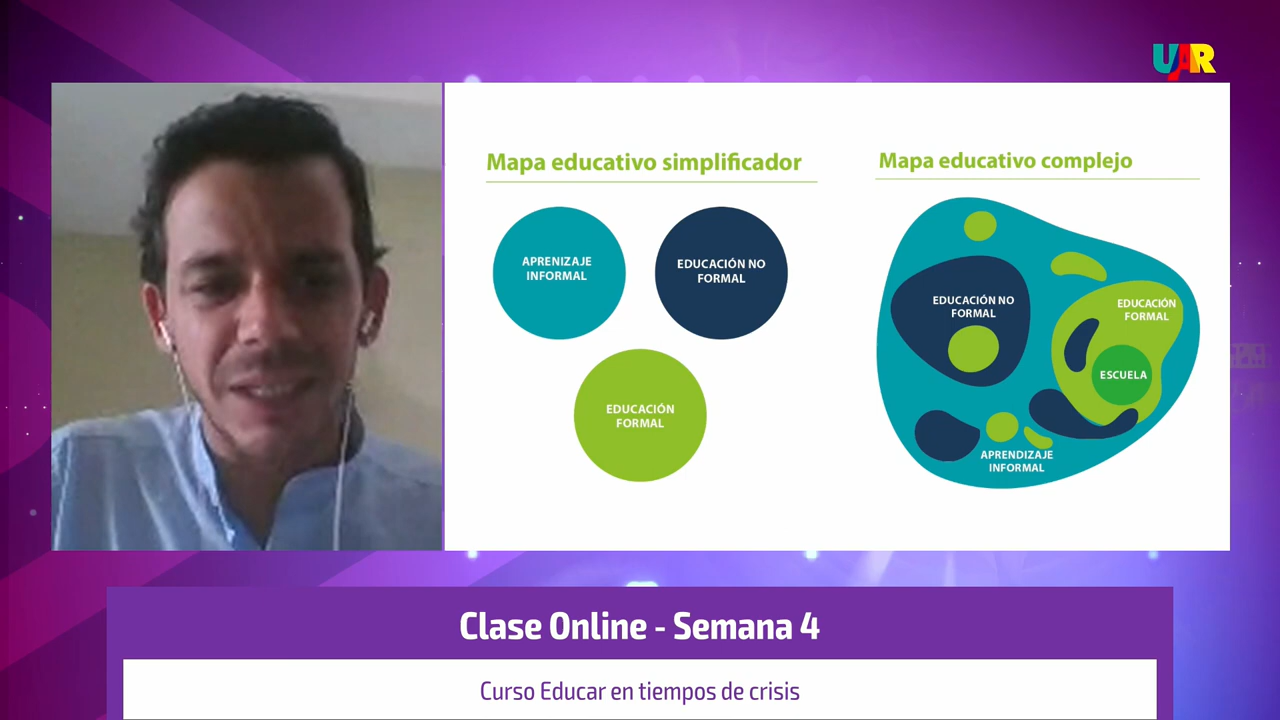 UAR
Mapa educativo simplificador
APRENIZAJE
INFORMAL
EDUCACIÓN NO
FORMAL
EDUCACIÓN
FORMAL
Mapa educativo complejo
EDUCACIÓN NO
FORMAL
EDUCACIÓN
FORMAL
ESCUELA
APRENDIZAJE
INFORMAL
Clase Online - Semana 4
Curso Educar en tiempos de crisis